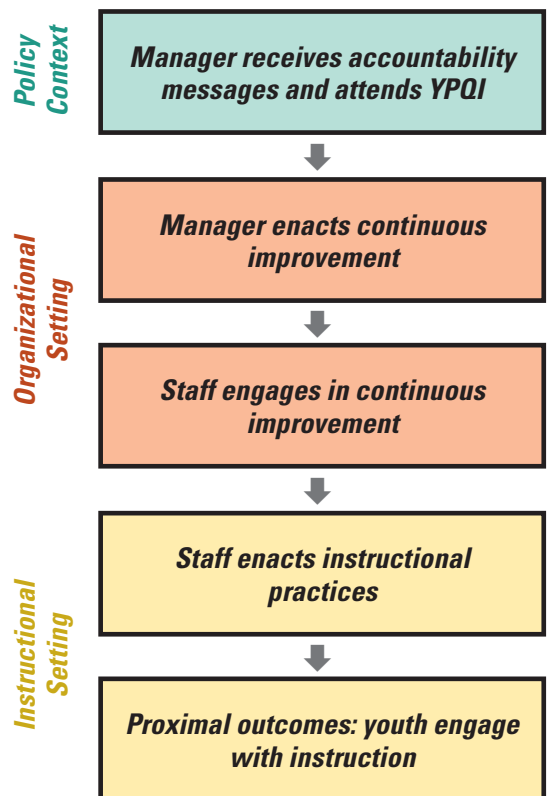 Policy
Context
Manager receives accountability
messages and attends YPQI
Organizational
Setting
Manager enacts continuous
improvement
Staff engages in continuous
improvement
Instructional
Setting
Staff enacts instructional
practices
Proximal outcomes: youth engage
with instruction